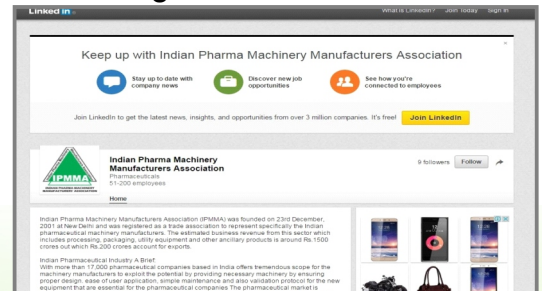 Linked in
What is LinkedIn? Join Today Sign In
Keep up with Indian Pharma Machinery Manufacturers Association
Stay up to date with
company news
Discover new job
opportunities
See how you're
connected to employees
Join LinkedIn to get the latest news, insights, and opportunities from over 3 million companies. It's free!
Join LinkedIn
IPMMA
INDIAN PHARMA MACHINERY
MANUFACTURERS' ASSOCIATION
Indian Pharma Machinery
Manufacturers Association
Pharmaceuticals
51-200 employees
9 followers
Follow
Home
Indian Pharma Machinery Manufacturers Association (IPMMA) was founded on 23rd December,
2001 at New Delhi and was registered as a trade association to represent specifically the Indian
pharmaceutical machinery manufacturers. The estimated business revenue from this sector which
includes processing, packaging, utility equipment and other ancillary products is around Rs.1500
crores out which Rs.200 crores account for exports.
Indian Pharmaceutical Industry A Brief:
With more than 17,000 pharmaceutical companies based in India offers tremendous scope for the
machinery manufacturers to exploit the potential by providing necessary machinery by ensuring
proper design, ease of user application, simple maintenance and also validation protocol for the new
equipment that are essential for the pharmaceutical companies The pharmaceutical market is